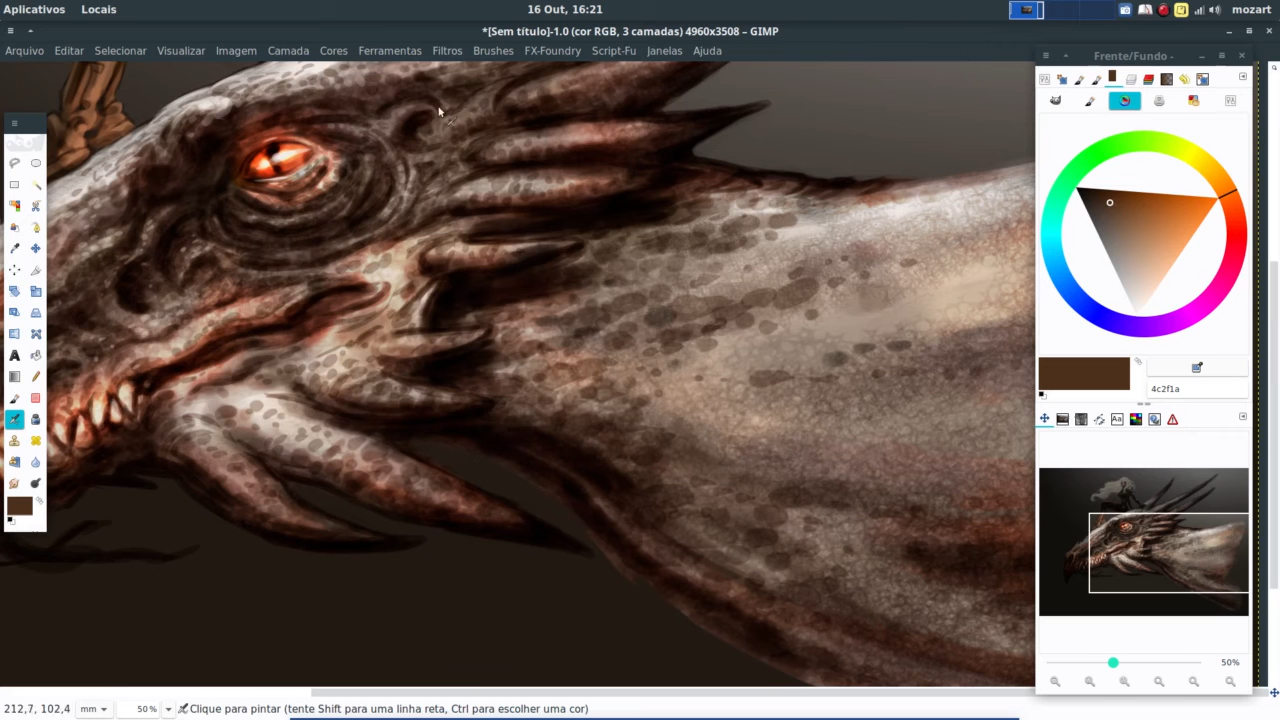 Aplicativos Locais 16 Out, 16:21 mozart
*[Sem título]-1.0 (cor RGB, 3 camadas) 4960x3508 – GIMP
Arquivo Editar Selecionar Visualizar Imagem Camada Cores Ferramentas Filtros Brushes FX-Foundry Script-Fu Janelas Ajuda
Frente/Fundo -
4c2f1a
Aa
50%
212,7, 102,4 mm 50 % Clique para pintar (tente Shift para uma linha reta, Ctrl para escolher uma cor)